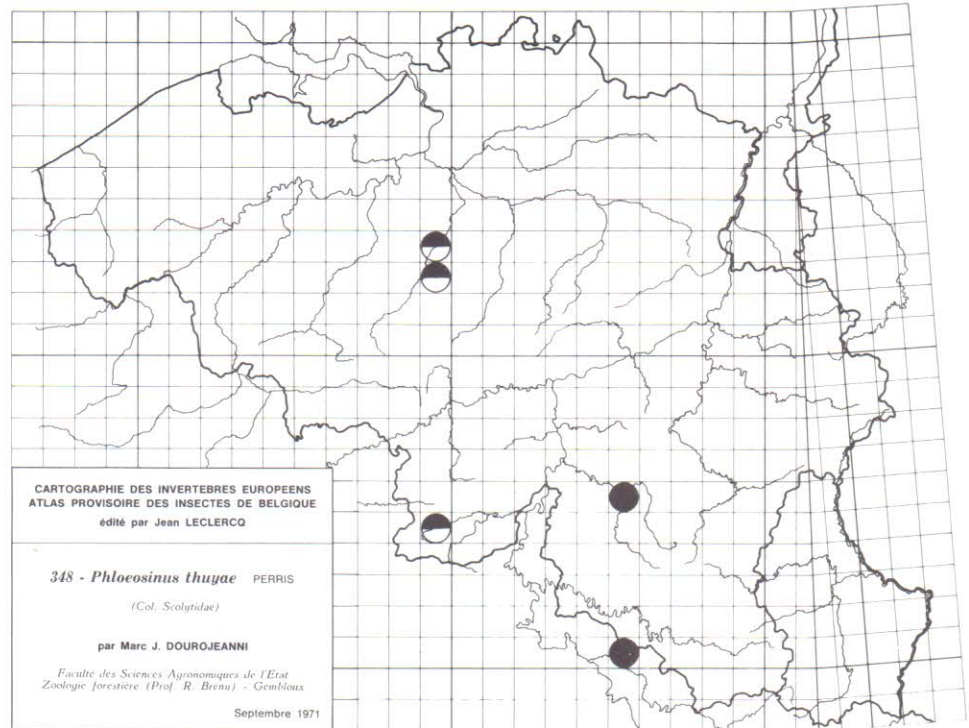 CARTOGRAPHIE DES INVERTEBRES EUROPEENS
ATLAS PROVISOIRE DES INSECTES DE BELGIQUE
édité par Jean LECLERCQ
348 - Phloeosinus thuyae PERRIS
(Col. Scolytidae)
par Marc J. DOUROJEANNI
Faculte des Sciences Agronomiques de l'Etat
Zoologie forestière (Prof. R. Breny) - Gembloux
Septembre 1971